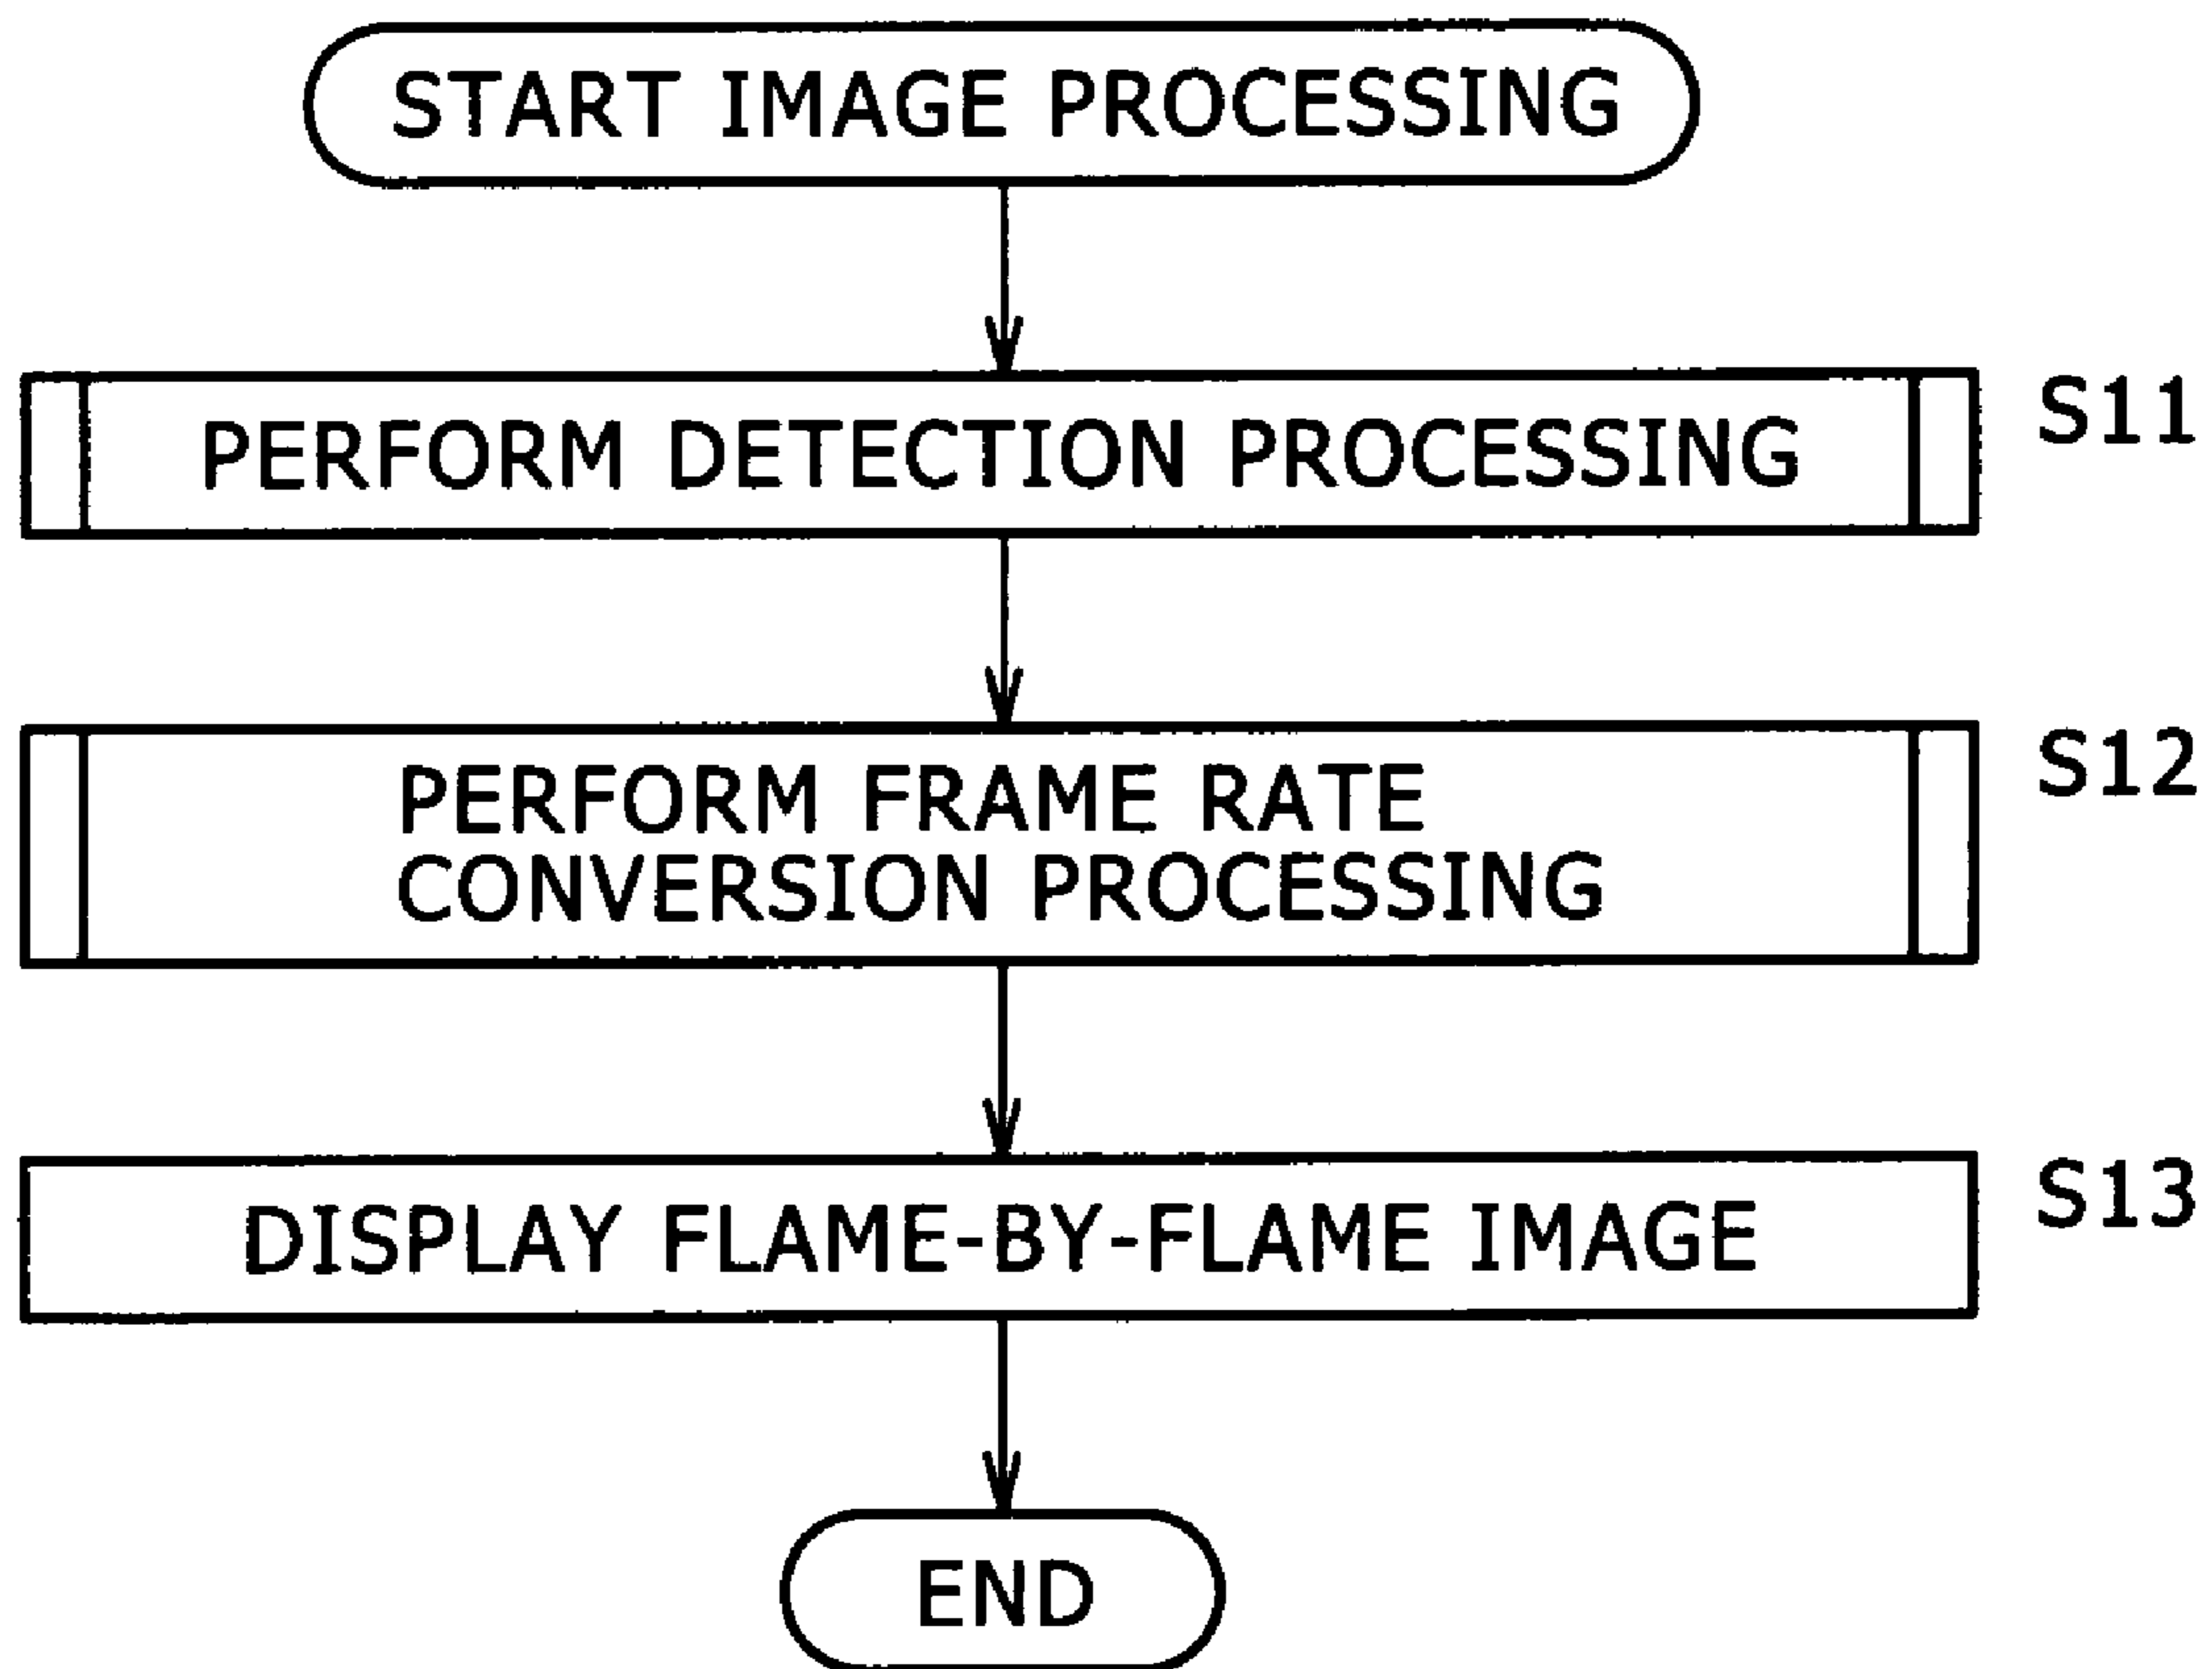 START IMAGE PROCESSING
PERFORM DETECTION PROCESSING
S11
PERFORM FRAME RATE
CONVERSION PROCESSING
S12
DISPLAY FLAME-BY-FLAME IMAGE
S13
END